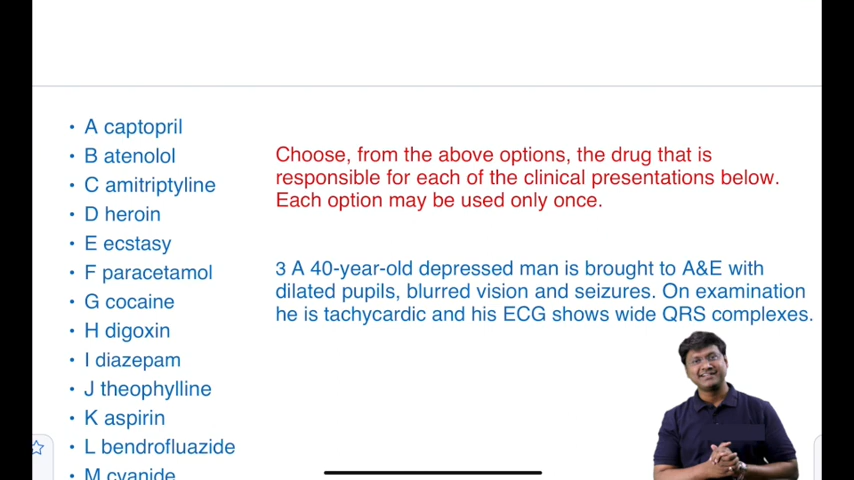 • A captopril
• B atenolol
• C amitriptyline
• D heroin
• E ecstasy
• F paracetamol
• G cocaine
• H digoxin
• I diazepam
• J theophylline
• K aspirin
• L bendrofluazide
• M cyanide
Choose, from the above options, the drug that is
responsible for each of the clinical presentations below.
Each option may be used only once.
3 A 40-year-old depressed man is brought to A&E with
dilated pupils, blurred vision and seizures. On examination
he is tachycardic and his ECG shows wide QRS complexes.